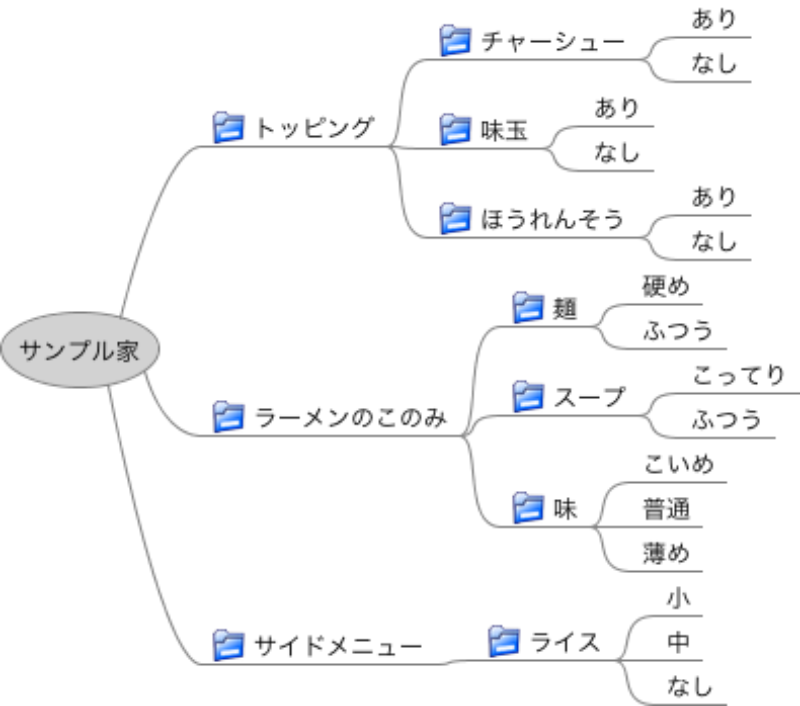 サンプル家
トッピング
チャーシュー
あり
なし
味玉
あり
なし
ほうれんそう
あり
なし
ラーメンのこのみ
麺
硬め
ふつう
スープ
こってり
ふつう
味
こいめ
普通
薄め
サイドメニュー
ライス
小
中
なし